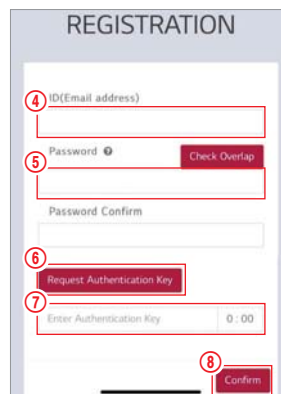 REGISTRATION
④ ID(Email address)
Password ?
Check Overlap
⑤
Password Confirm
⑥
Request Authentication Key
⑦
Enter Authentication Key 0 : 00
⑧
Confirm